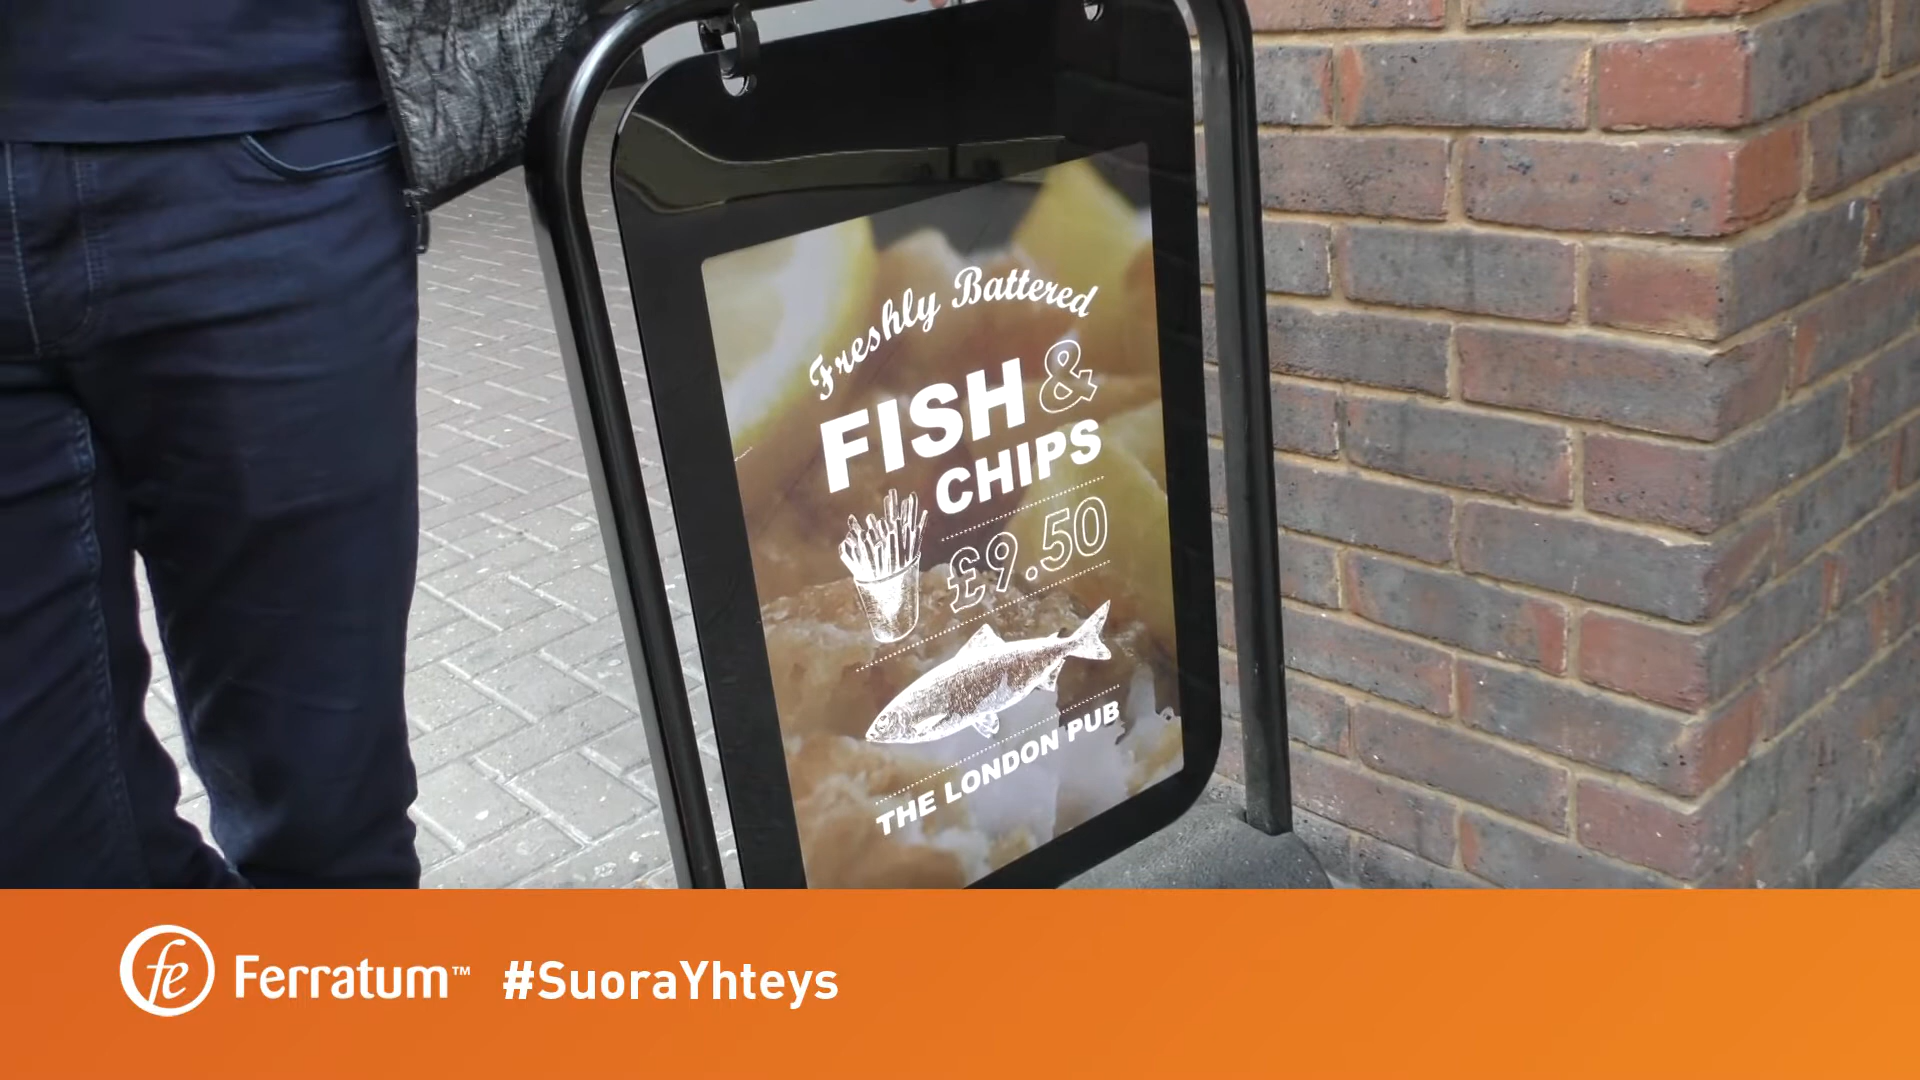 Freshly Battered
FISH &
CHIPS
£9.50
THE LONDON PUB
fe Ferratum™ #SuoraYhteys